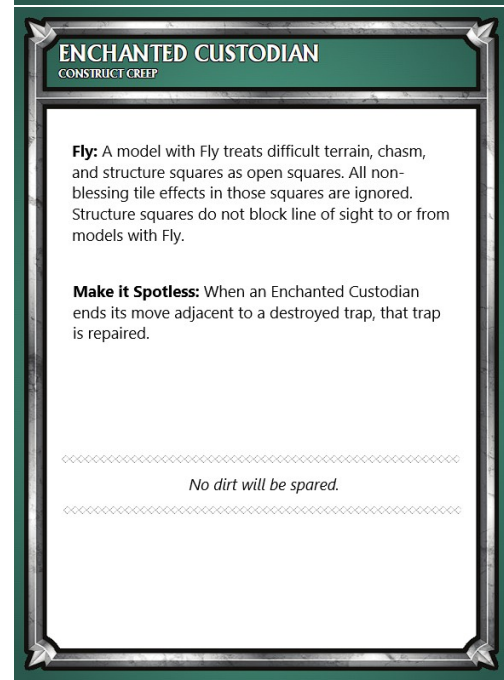 ENCHANTED CUSTODIAN
CONSTRUCT CREEP
Fly: A model with Fly treats difficult terrain, chasm,
and structure squares as open squares. All non-
blessing tile effects in those squares are ignored.
Structure squares do not block line of sight to or from
models with Fly.
Make it Spotless: When an Enchanted Custodian
ends its move adjacent to a destroyed trap, that trap
is repaired.
No dirt will be spared.